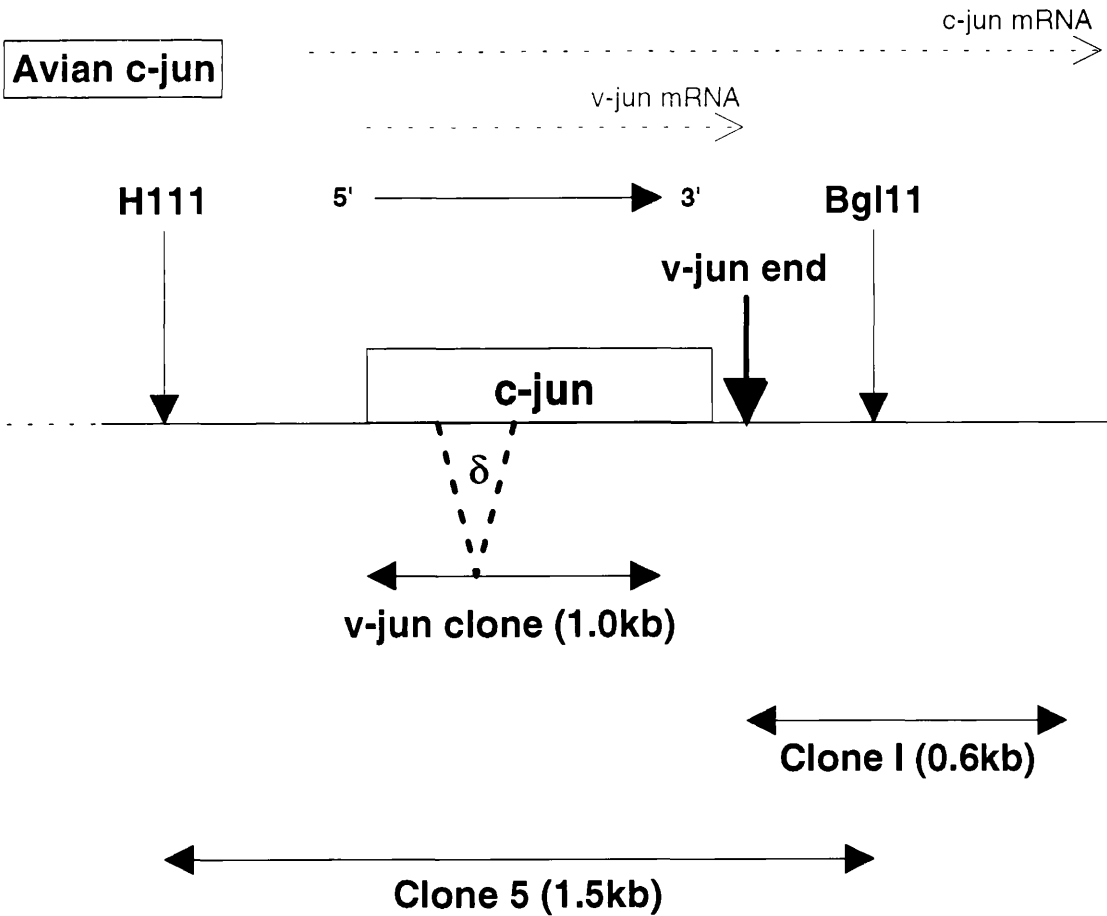 c-jun mRNA
Avian c-jun
v-jun mRNA
H111
5'
3'
Bgl11
v-jun end
c-jun
δ
v-jun clone (1.0kb)
Clone I (0.6kb)
Clone 5 (1.5kb)